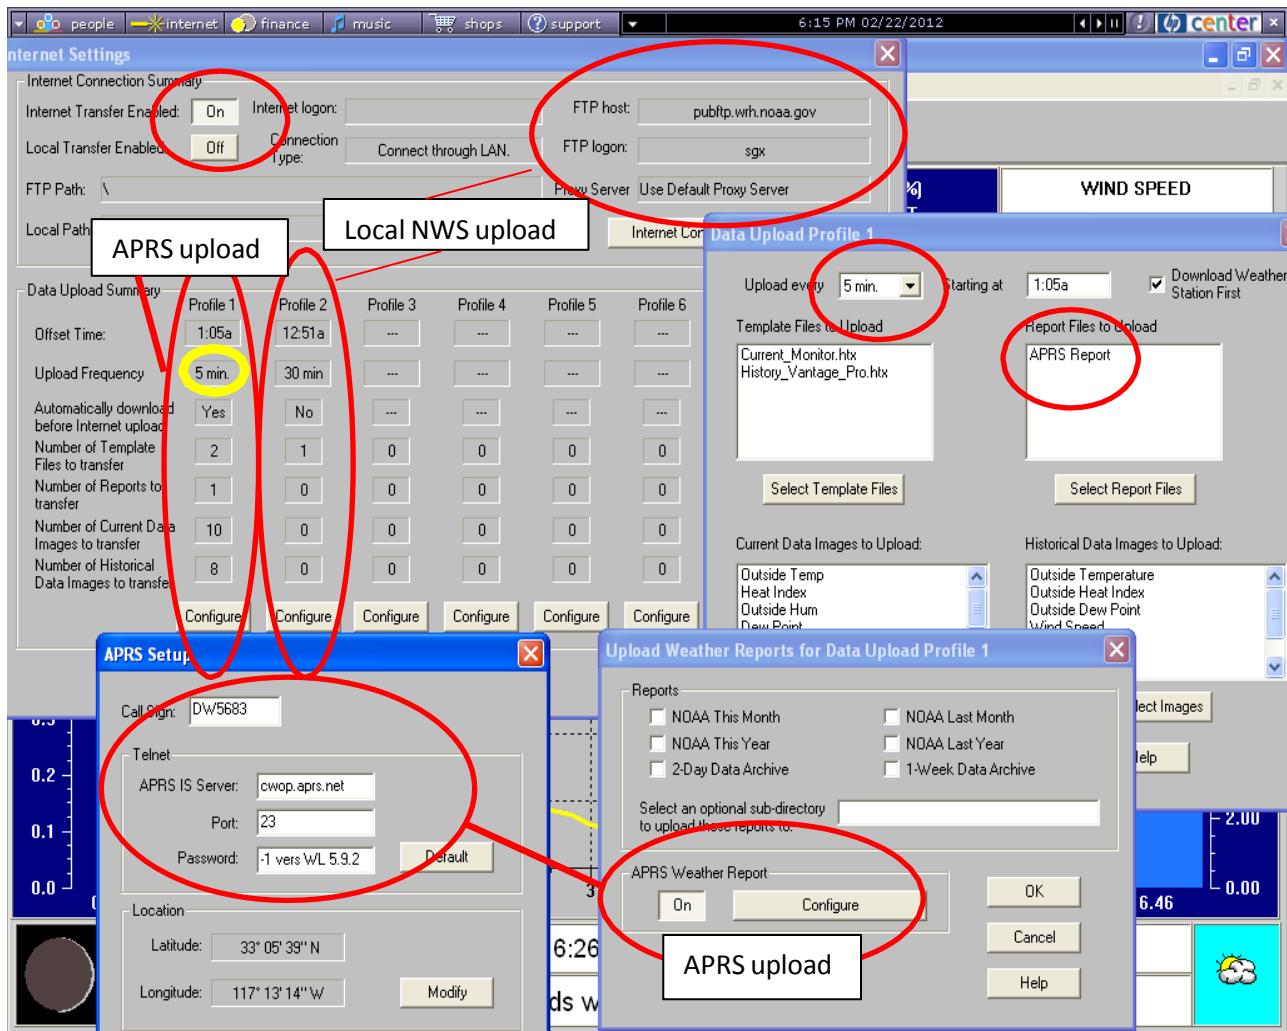 people internet finance music shops support 6:15 PM 02/22/2012 hp center
Internet Settings
Internet Connection Summary
Internet Transfer Enabled: On Internet logon: FTP host: pubftp.wrh.noaa.gov
Local Transfer Enabled: Off Connection Type: Connect through LAN. FTP logon: sgx
FTP Path: \ Proxy Server Use Default Proxy Server
Local Path
Local NWS upload
APRS upload
Data Upload Summary
Profile 1 Profile 2 Profile 3 Profile 4 Profile 5 Profile 6
Offset Time: 1:05a 12:51a --- --- --- ---
Upload Frequency 5 min. 30 min --- --- --- ---
Automatically download before Internet upload Yes No --- --- --- ---
Number of Template Files to transfer 2 1 0 0 0 0
Number of Reports to transfer 1 0 0 0 0 0
Number of Current Data Images to transfer 10 0 0 0 0 0
Number of Historical Data Images to transfer 8 0 0 0 0 0
Configure Configure Configure Configure Configure Configure
%)
WIND SPEED
Data Upload Profile 1
Upload every 5 min. Starting at 1:05a Download Weather Station First
Template Files to Upload Report Files to Upload
Current_Monitor.htx APRS Report
History_Vantage_Pro.htx
Select Template Files Select Report Files
Current Data Images to Upload: Historical Data Images to Upload:
Outside Temp Outside Temperature
Heat Index Outside Heat Index
Outside Hum Outside Dew Point
Dew Point Wind Speed
lect Images
elp
APRS Setup
Call Sign: DW5683
Telnet
APRS IS Server: cwop.aprs.net
Port: 23
Password: -1 vers WL 5.9.2 Default
Location
Latitude: 33° 05' 39'' N
Longitude: 117° 13' 14'' W Modify
Upload Weather Reports for Data Upload Profile 1
Reports
NOAA This Month NOAA Last Month
NOAA This Year NOAA Last Year
2-Day Data Archive 1-Week Data Archive
Select an optional sub-directory
to upload these reports to:
APRS Weather Report
On Configure
OK
Cancel
Help
APRS upload
0.2
0.1
0.0
3
2.00
0.00
6.46
6:26
ds w